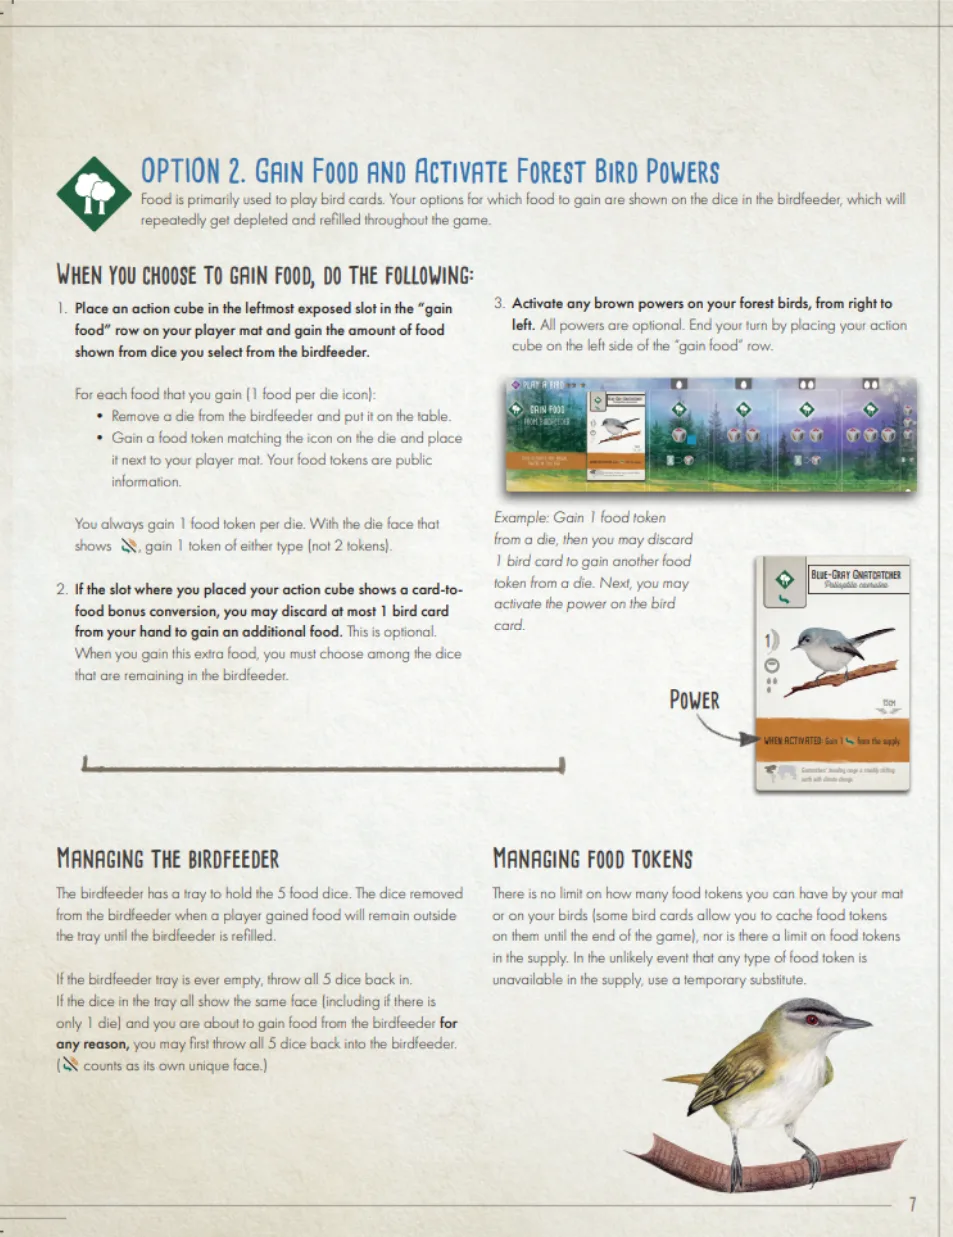 OPTION 2. Gain Food and Activate Forest Bird Powers
Food is primarily used to play bird cards. Your options for which food to gain are shown on the dice in the birdfeeder, which will
repeatedly get depleted and refilled throughout the game.
When you choose to gain food, do the following:
1. Place an action cube in the leftmost exposed slot in the “gain
food” row on your player mat and gain the amount of food
shown from dice you select from the birdfeeder.
For each food that you gain (1 food per die icon):
• Remove a die from the birdfeeder and put it on the table.
• Gain a food token matching the icon on the die and place
it next to your player mat. Your food tokens are public
information.
You always gain 1 food token per die. With the die face that
shows , gain 1 token of either type (not 2 tokens).
2. If the slot where you placed your action cube shows a card-to-
food bonus conversion, you may discard at most 1 bird card
from your hand to gain an additional food. This is optional.
When you gain this extra food, you must choose among the dice
that are remaining in the birdfeeder.
3. Activate any brown powers on your forest birds, from right to
left. All powers are optional. End your turn by placing your action
cube on the left side of the “gain food” row.
PLAY A BIRD
GAIN FOOD
FROM BIRDFEEDER
Example: Gain 1 food token
from a die, then you may discard
1 bird card to gain another food
token from a die. Next, you may
activate the power on the bird
card.
Blue-Gray Gnatcatcher
Polioptila caerulea
1
15cm
Power
WHEN ACTIVATED: Gain 1 from the supply.
Managing the birdfeeder
The birdfeeder has a tray to hold the 5 food dice. The dice removed
from the birdfeeder when a player gained food will remain outside
the tray until the birdfeeder is refilled.
If the birdfeeder tray is ever empty, throw all 5 dice back in.
If the dice in the tray all show the same face (including if there is
only 1 die) and you are about to gain food from the birdfeeder for
any reason, you may first throw all 5 dice back into the birdfeeder.
( counts as its own unique face.)
Managing food tokens
There is no limit on how many food tokens you can have by your mat
or on your birds (some bird cards allow you to cache food tokens
on them until the end of the game), nor is there a limit on food tokens
in the supply. In the unlikely event that any type of food token is
unavailable in the supply, use a temporary substitute.
7